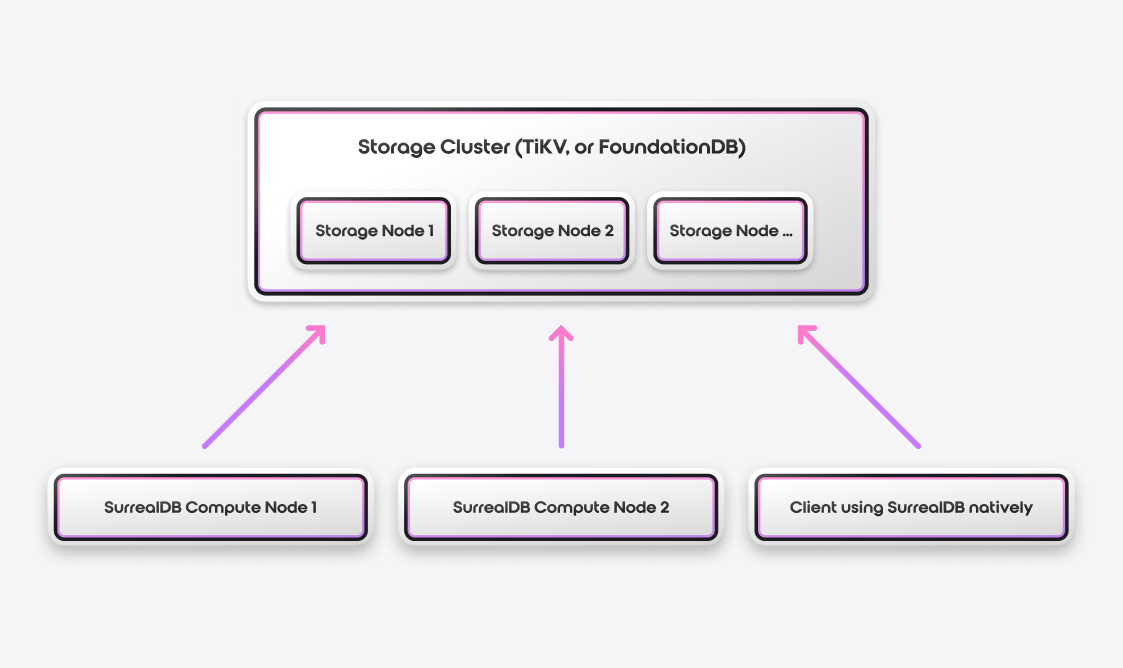 Storage Cluster (TiKV, or FoundationDB)
Storage Node 1
Storage Node 2
Storage Node ...
SurrealDB Compute Node 1
SurrealDB Compute Node 2
Client using SurrealDB natively